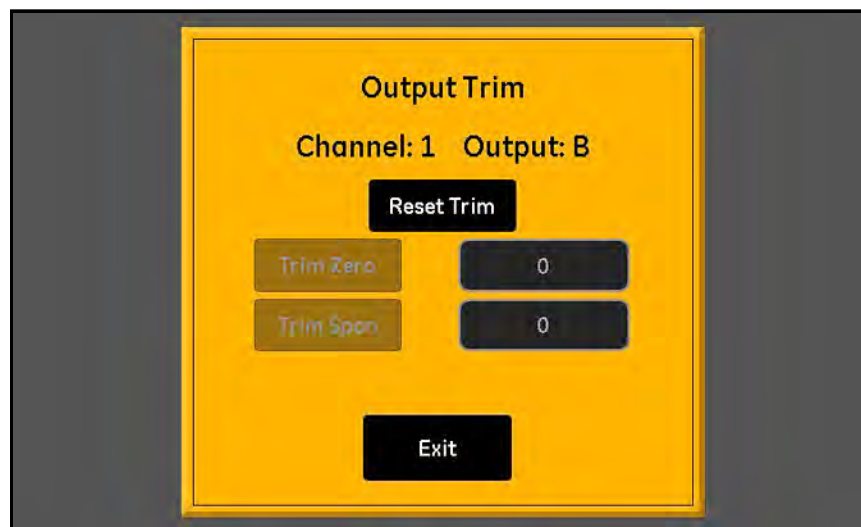 Output Trim
Channel: 1 Output: B
Reset Trim
Trim Zero 0
Trim Span 0
Exit